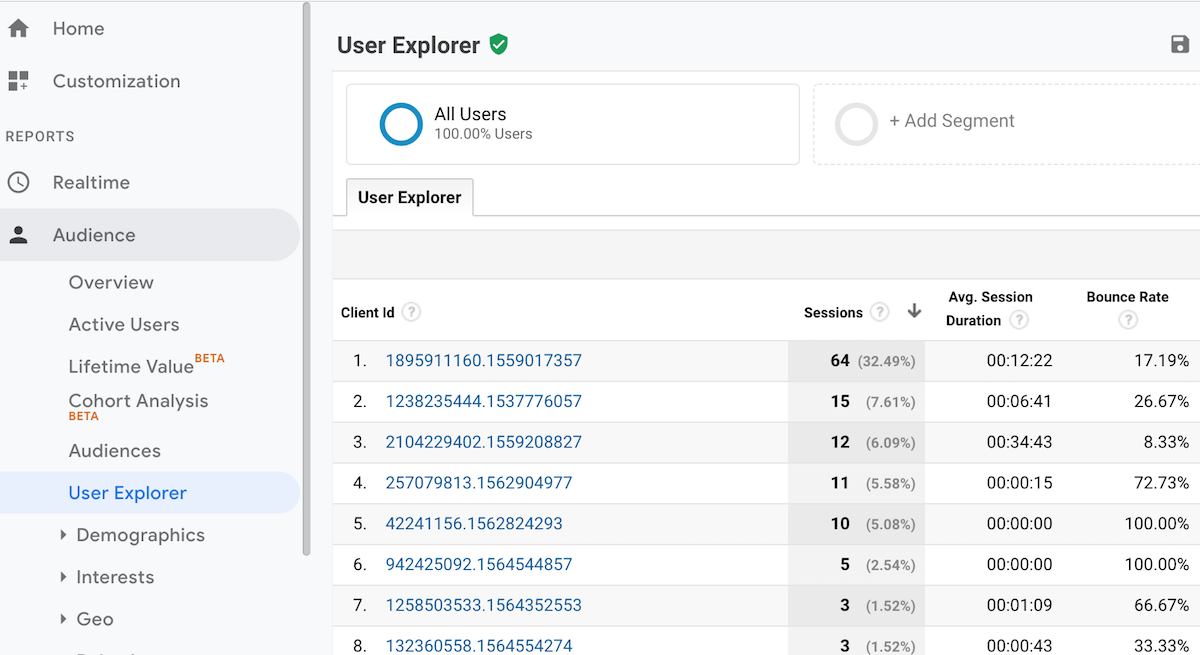 Home
Customization
REPORTS
Realtime
Audience
Overview
Active Users
Lifetime Value BETA
Cohort Analysis
BETA
Audiences
User Explorer
Demographics
Interests
Geo
User Explorer
All Users
100.00% Users
+ Add Segment
User Explorer
Client Id ? Sessions ? Avg. Session Duration ? Bounce Rate ?
1. 1895911160.1559017357 64 (32.49%) 00:12:22 17.19%
2. 1238235444.1537776057 15 (7.61%) 00:06:41 26.67%
3. 2104229402.1559208827 12 (6.09%) 00:34:43 8.33%
4. 257079813.1562904977 11 (5.58%) 00:00:15 72.73%
5. 42241156.1562824293 10 (5.08%) 00:00:00 100.00%
6. 942425092.1564544857 5 (2.54%) 00:00:00 100.00%
7. 1258503533.1564352553 3 (1.52%) 00:01:09 66.67%
8. 132360558.1564554274 3 (1.52%) 00:00:43 33.33%